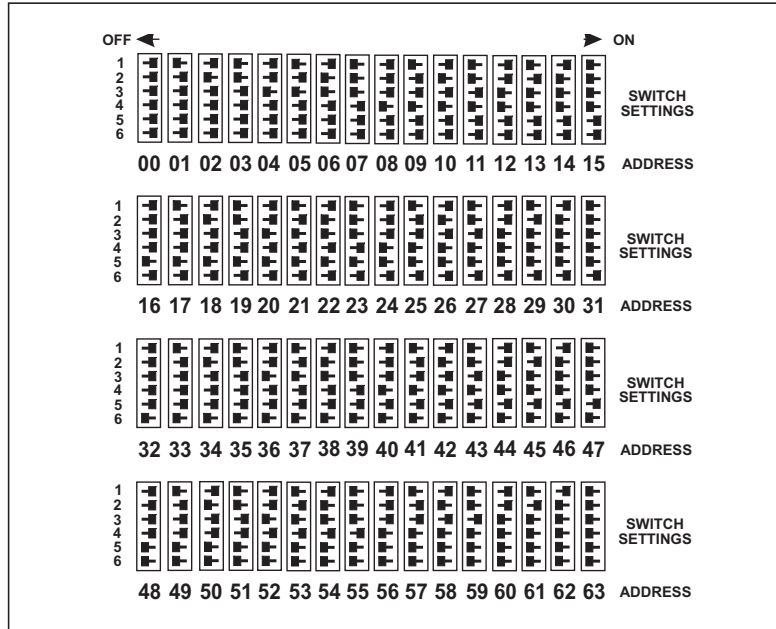 OFF ON
1
2
3
4
5
6
SWITCH
SETTINGS
00 01 02 03 04 05 06 07 08 09 10 11 12 13 14 15 ADDRESS
1
2
3
4
5
6
SWITCH
SETTINGS
16 17 18 19 20 21 22 23 24 25 26 27 28 29 30 31 ADDRESS
1
2
3
4
5
6
SWITCH
SETTINGS
32 33 34 35 36 37 38 39 40 41 42 43 44 45 46 47 ADDRESS
1
2
3
4
5
6
SWITCH
SETTINGS
48 49 50 51 52 53 54 55 56 57 58 59 60 61 62 63 ADDRESS